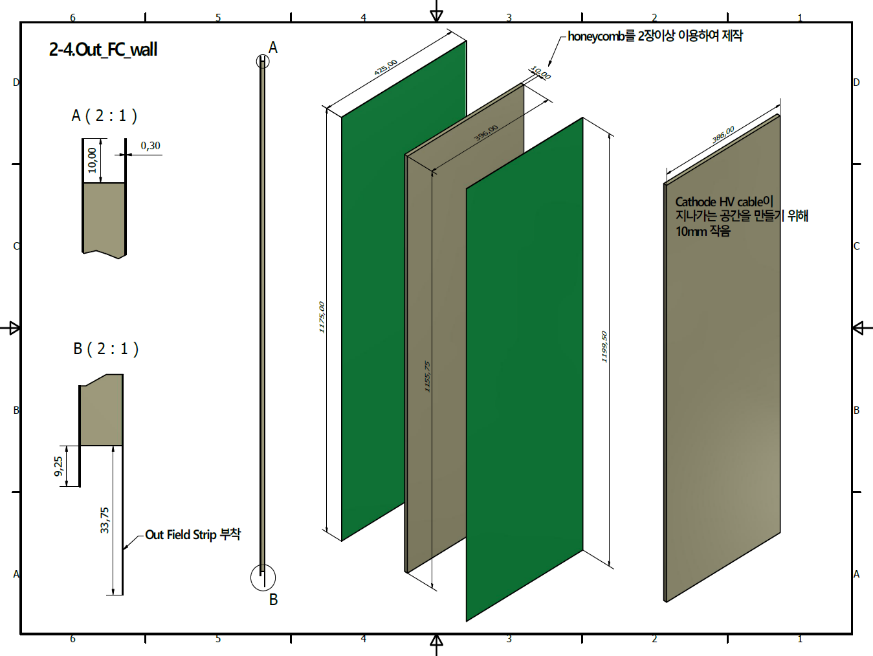 6
5
4
3
2
1
2-4.Out_FC_wall
A
honeycomb를 2장이상 이용하여 제작
D
D
425,00
10,00
A ( 2 : 1 )
0,30
10,00
396,00
386,00
Cathode HV cable이
지나가는 공간을 만들기 위해
10mm 작음
C
C
1175,00
1199,50
B ( 2 : 1 )
1155,75
B
B
9,25
33,75
Out Field Strip 부착
A
A
B
6
5
4
3
2
1